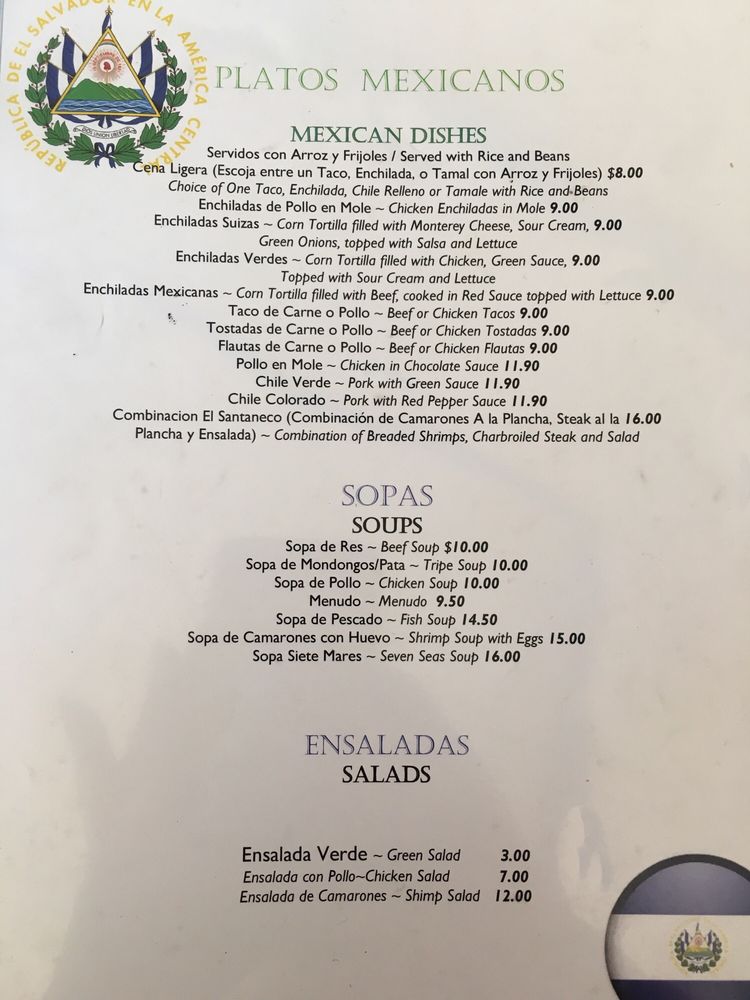 REPÚBLICA DE EL SALVADOR EN LA AMÉRICA CENTRAL
DIOS UNION LIBERTAD
PLATOS MEXICANOS
MEXICAN DISHES
Servidos con Arroz y Frijoles / Served with Rice and Beans
Cena Ligera (Escoja entre un Taco, Enchilada, o Tamal con Arroz y Frijoles) $8.00
Choice of One Taco, Enchilada, Chile Relleno or Tamale with Rice and Beans
Enchiladas de Pollo en Mole ~ Chicken Enchiladas in Mole 9.00
Enchiladas Suizas ~ Corn Tortilla filled with Monterey Cheese, Sour Cream, 9.00
Green Onions, topped with Salsa and Lettuce
Enchiladas Verdes ~ Corn Tortilla filled with Chicken, Green Sauce, 9.00
Topped with Sour Cream and Lettuce
Enchiladas Mexicanas ~ Corn Tortilla filled with Beef, cooked in Red Sauce topped with Lettuce 9.00
Taco de Carne o Pollo ~ Beef or Chicken Tacos 9.00
Tostadas de Carne o Pollo ~ Beef or Chicken Tostadas 9.00
Flautas de Carne o Pollo ~ Beef or Chicken Flautas 9.00
Pollo en Mole ~ Chicken in Chocolate Sauce 11.90
Chile Verde ~ Pork with Green Sauce 11.90
Chile Colorado ~ Pork with Red Pepper Sauce 11.90
Combinacion El Santaneco (Combinación de Camarones A la Plancha, Steak al la 16.00
Plancha y Ensalada) ~ Combination of Breaded Shrimps, Charbroiled Steak and Salad
SOPAS
SOUPS
Sopa de Res ~ Beef Soup $10.00
Sopa de Mondongos/Pata ~ Tripe Soup 10.00
Sopa de Pollo ~ Chicken Soup 10.00
Menudo ~ Menudo 9.50
Sopa de Pescado ~ Fish Soup 14.50
Sopa de Camarones con Huevo ~ Shrimp Soup with Eggs 15.00
Sopa Siete Mares ~ Seven Seas Soup 16.00
ENSALADAS
SALADS
Ensalada Verde ~ Green Salad 3.00
Ensalada con Pollo~Chicken Salad 7.00
Ensalada de Camarones ~ Shimp Salad 12.00